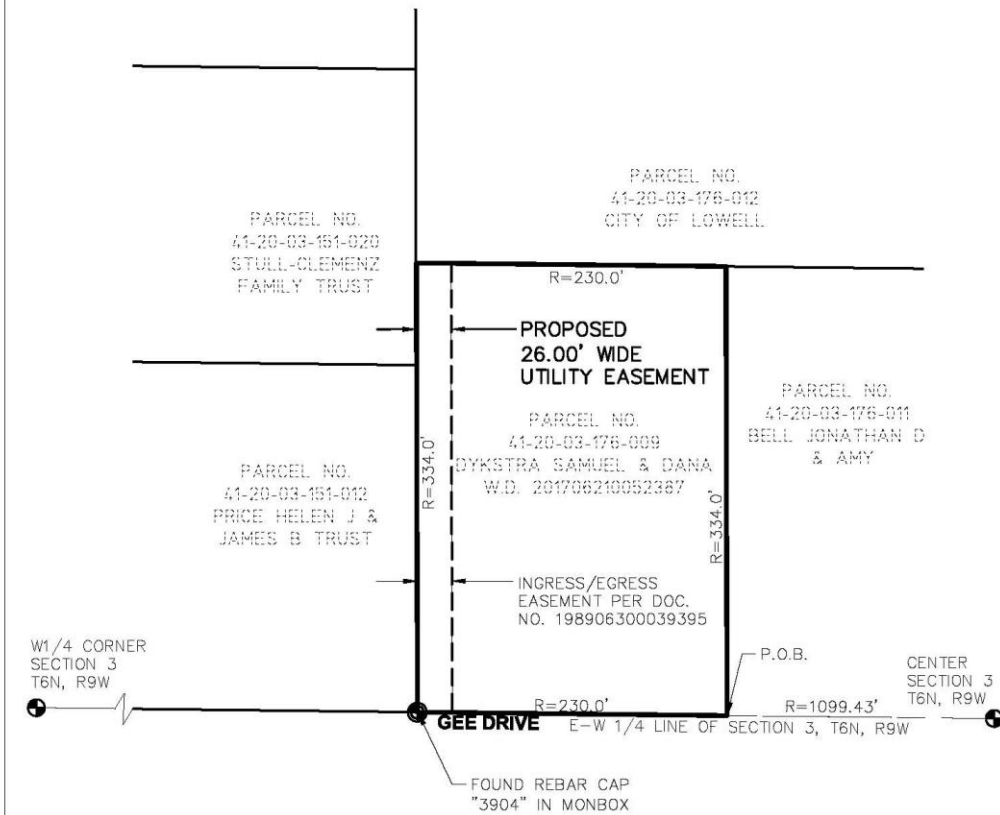 PARCEL NO.
41-20-03-176-012
CITY OF LOWELL
PARCEL NO.
41-20-03-151-020
STULL-CLEMENZ
FAMILY TRUST
R=230.0'
PROPOSED
26.00' WIDE
UTILITY EASEMENT
PARCEL NO.
41-20-03-176-009
DYKSTRA SAMUEL & DANA
W.D. 201706210052387
PARCEL NO.
41-20-03-176-011
BELL JONATHAN D
& AMY
PARCEL NO.
41-20-03-151-012
PRICE HELEN J &
JAMES B TRUST
R=334.0'
R=334.0'
INGRESS/EGRESS
EASEMENT PER DOC.
NO. 198906300039395
W1/4 CORNER
SECTION 3
T6N, R9W
P.O.B.
CENTER
SECTION 3
T6N, R9W
R=230.0'
R=1099.43'
GEE DRIVE
E-W 1/4 LINE OF SECTION 3, T6N, R9W
FOUND REBAR CAP
"3904" IN MONBOX